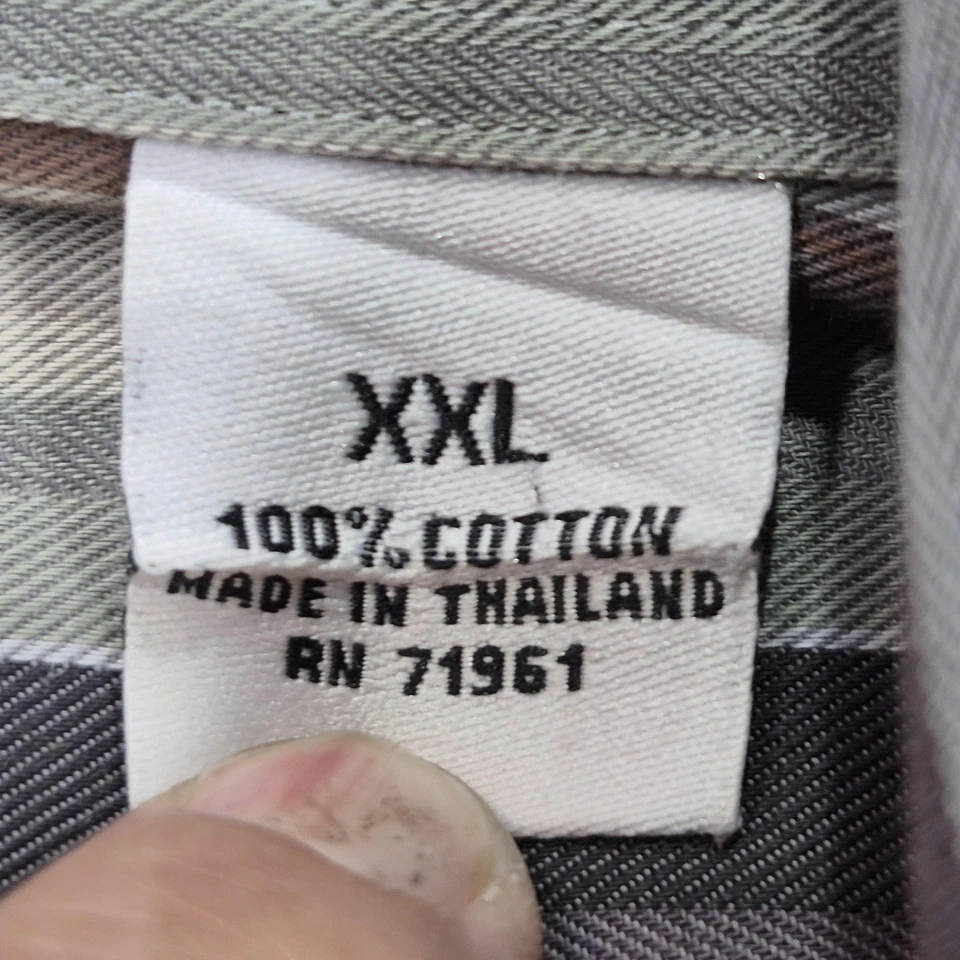 XXL
100% COTTON
MADE IN THAILAND
RN 71961